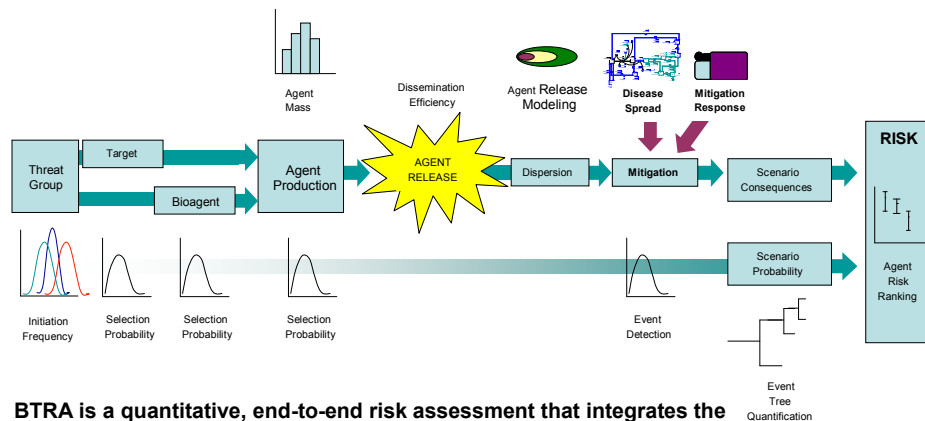 Agent
Mass
Dissemination
Efficiency
Agent Release
Modeling
Disease
Spread
Mitigation
Response
Threat
Group
Target
Bioagent
Agent
Production
AGENT
RELEASE
Dispersion
Mitigation
Scenario
Consequences
RISK
Initiation
Frequency
Selection
Probability
Selection
Probability
Selection
Probability
Event
Detection
Scenario
Probability
Agent
Risk
Ranking
Event
Tree
Quantification
BTRA is a quantitative, end-to-end risk assessment that integrates the